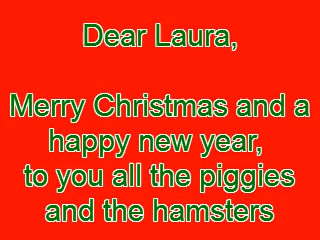 Dear Laura,
Merry Christmas and a
happy new year,
to you all the piggies
and the hamsters